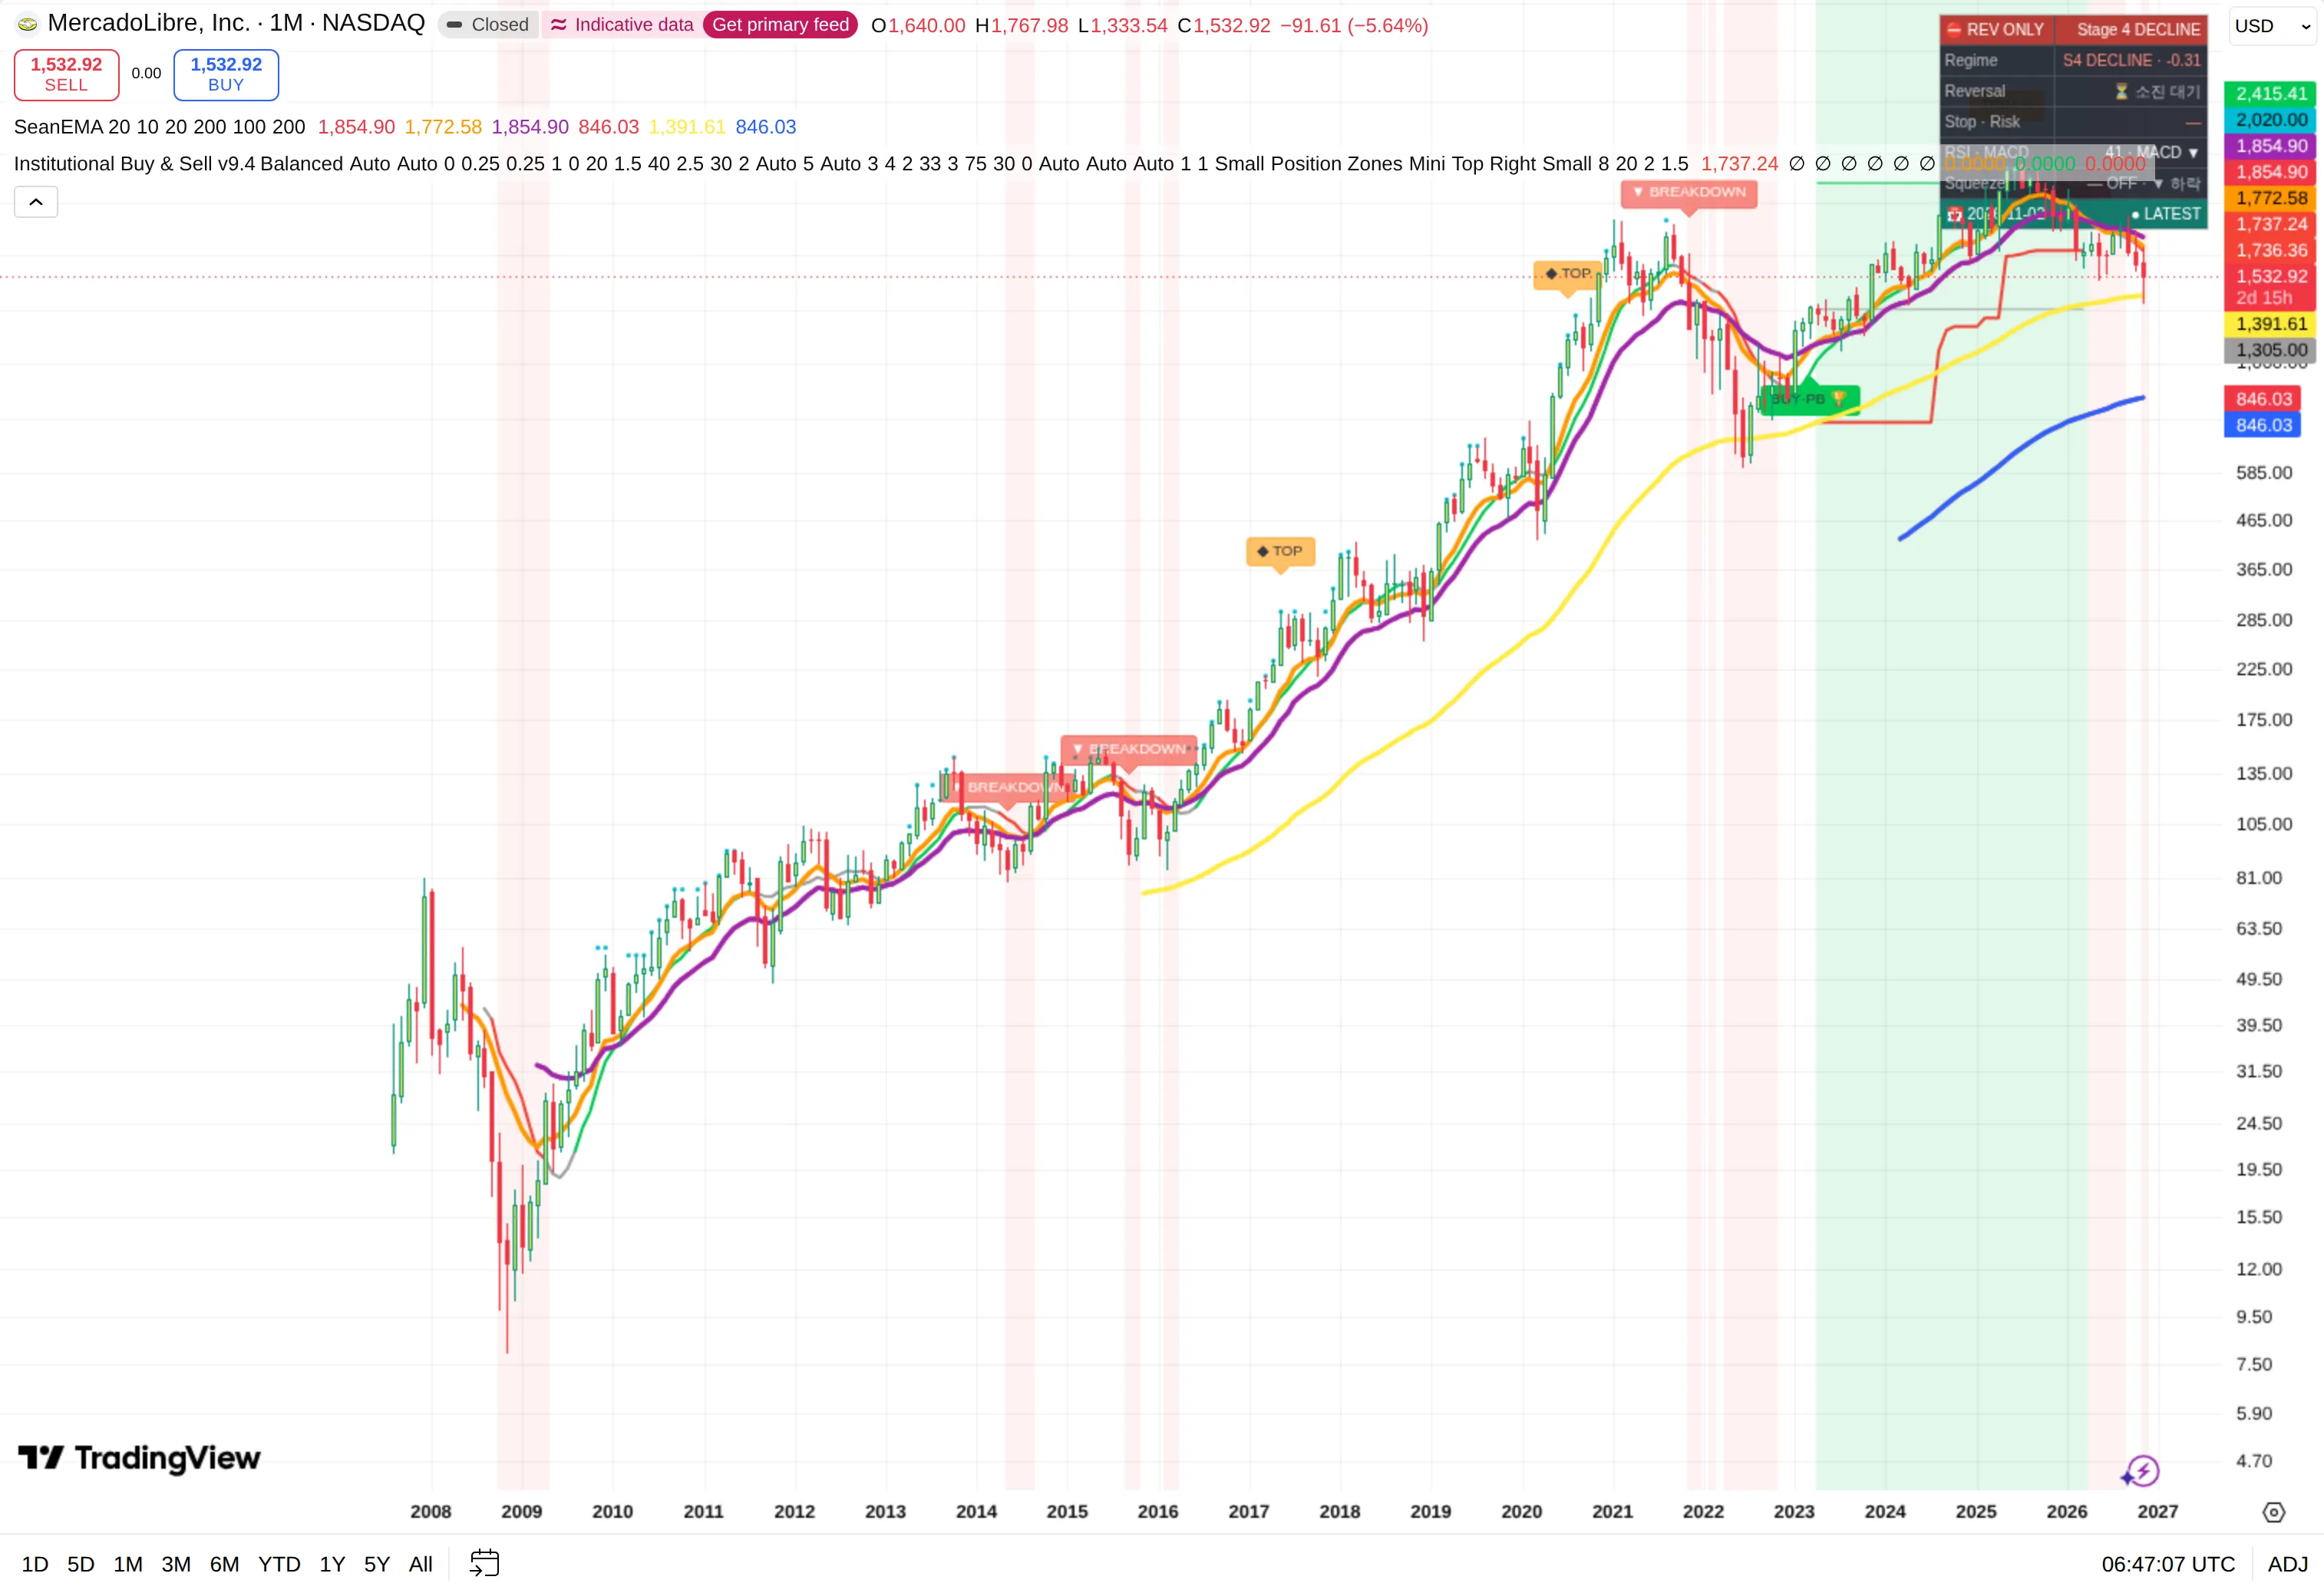 MercadoLibre, Inc. · 1M · NASDAQ Closed Indicative data Get primary feed O1,640.00 H1,767.98 L1,333.54 C1,532.92 −91.61 (−5.64%)
1,532.92 SELL 0.00 1,532.92 BUY
SeanEMA 20 10 20 200 100 200 1,854.90 1,772.58 1,854.90 846.03 1,391.61 846.03
Institutional Buy & Sell v9.4 Balanced Auto Auto 0 0.25 0.25 1 0 20 1.5 40 2.5 30 2 Auto 5 Auto 3 4 2 33 3 75 30 0 Auto Auto Auto 1 1 Small Position Zones Mini Top Right Small 8 20 2 1.5 1,737.24 ∅ ∅ ∅ ∅ ∅ ∅ 0.0000 0.0000 0.0000
⛔ REV ONLY Stage 4 DECLINE
Regime S4 DECLINE · -0.31
Reversal ⏳ 소진 대기
Stop · Risk —
RSI · MACD 41 · MACD ▼
Squeeze — OFF · ▼ 하락
● LATEST
USD
2,415.41
2,020.00
1,854.90
1,854.90
1,772.58
1,737.24
1,736.36
1,532.92
2d 15h
1,391.61
1,305.00
846.03
846.03
585.00
465.00
365.00
285.00
225.00
175.00
135.00
105.00
81.00
63.50
49.50
39.50
31.50
24.50
19.50
15.50
12.00
9.50
7.50
5.90
4.70
▼ BREAKDOWN
◆ TOP
BUY·PB 🏆
◆ TOP
▼ BREAKDOWN
▼ BREAKDOWN
TradingView
2008 2009 2010 2011 2012 2013 2014 2015 2016 2017 2018 2019 2020 2021 2022 2023 2024 2025 2026 2027
1D 5D 1M 3M 6M YTD 1Y 5Y All 06:47:07 UTC ADJ